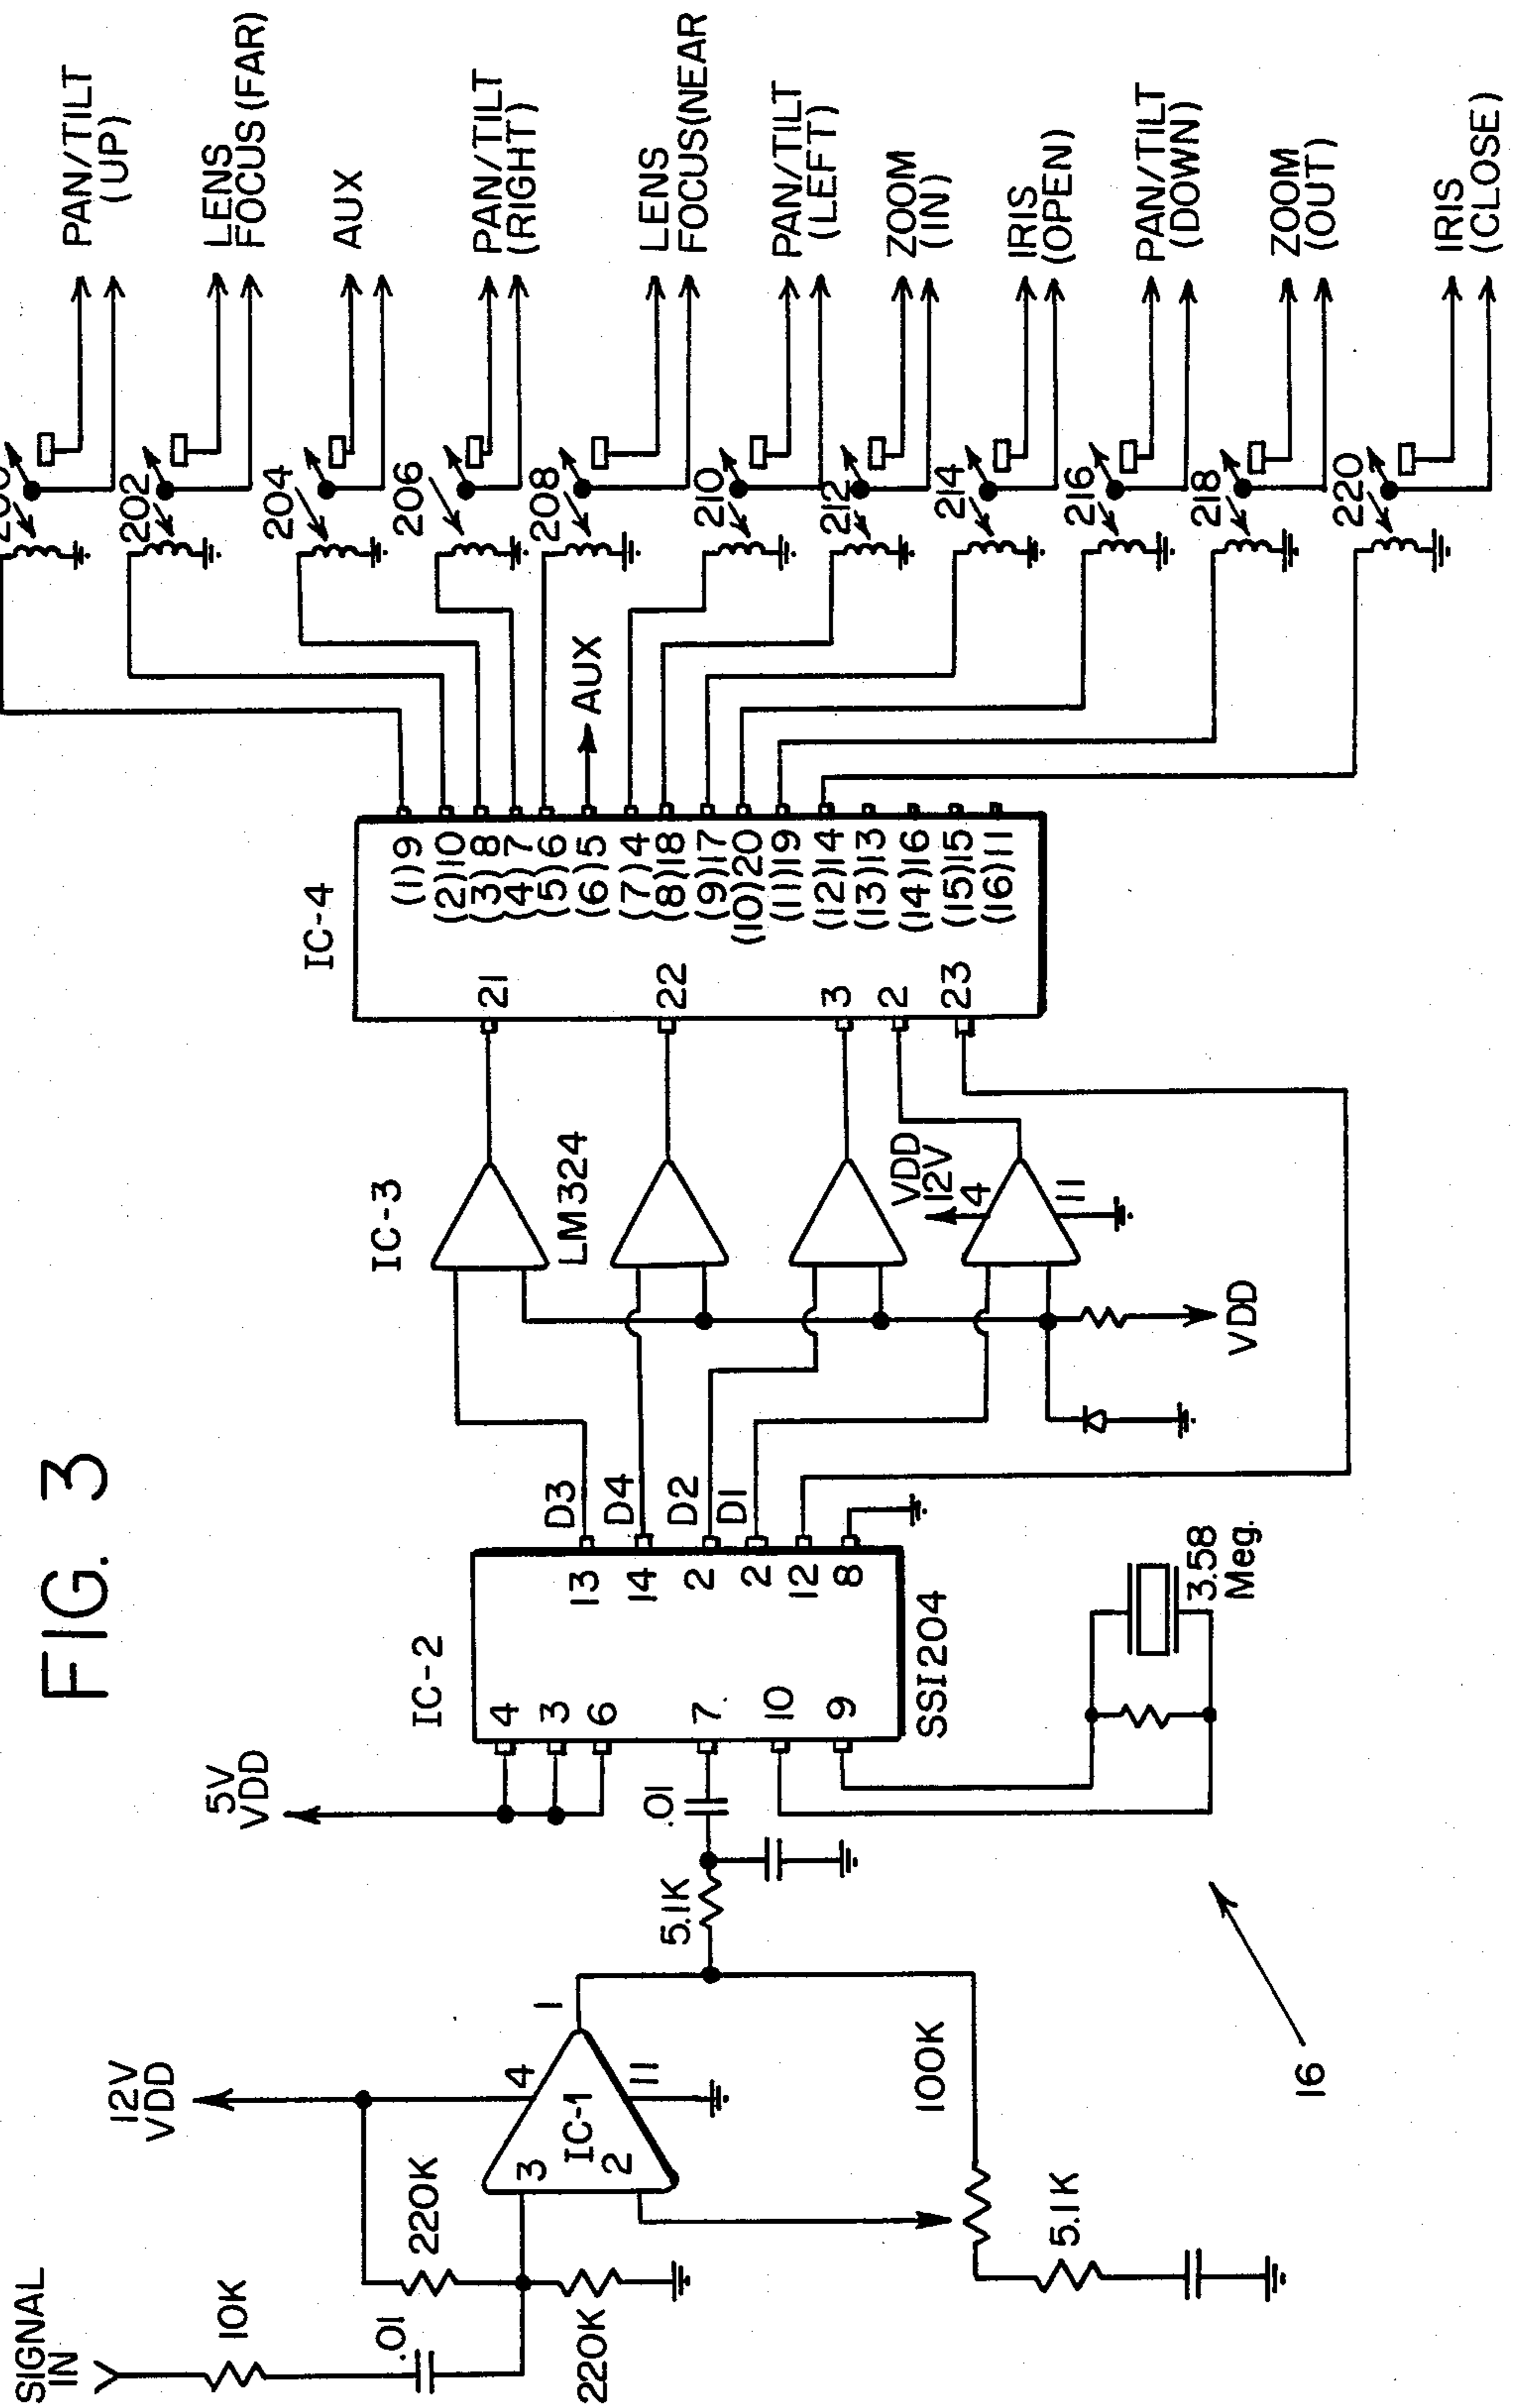 FIG. 3
SIGNAL
IN
10K
.01
220K
220K
12V
VDD
3
IC-1
2
4
11
1
100K
5.1K
5.1K
.01
5V
VDD
IC-2
4
3
6
7
10
9
13
14
2
2
12
8
SSI204
3.58
Meg.
16
D3
D4
D2
D1
IC-3
LM324
VDD
12V
4
11
VDD
IC-4
21
22
3
2
23
(1)9
(2)10
(3)8
(4)7
(5)6
(6)5
(7)4
(8)18
(9)17
(10)20
(11)19
(12)14
(13)13
(14)16
(15)15
(16)11
AUX
202
204
206
208
210
212
214
216
218
220
PAN/TILT
(UP)
LENS
FOCUS(FAR)
AUX
PAN/TILT
(RIGHT)
LENS
FOCUS(NEAR
PAN/TILT
(LEFT)
ZOOM
(IN)
IRIS
(OPEN)
PAN/TILT
(DOWN)
ZOOM
(OUT)
IRIS
(CLOSE)